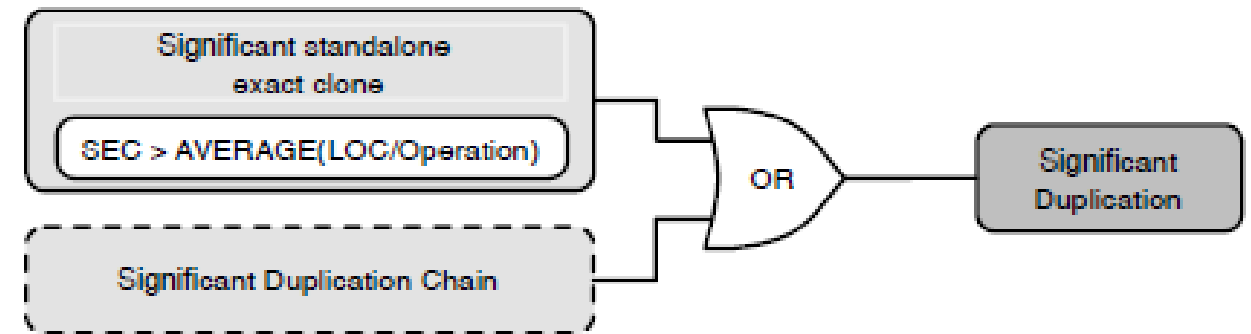 Significant standalone
exact clone
SEC > AVERAGE(LOC/Operation)
Significant Duplication Chain
OR
Significant
Duplication